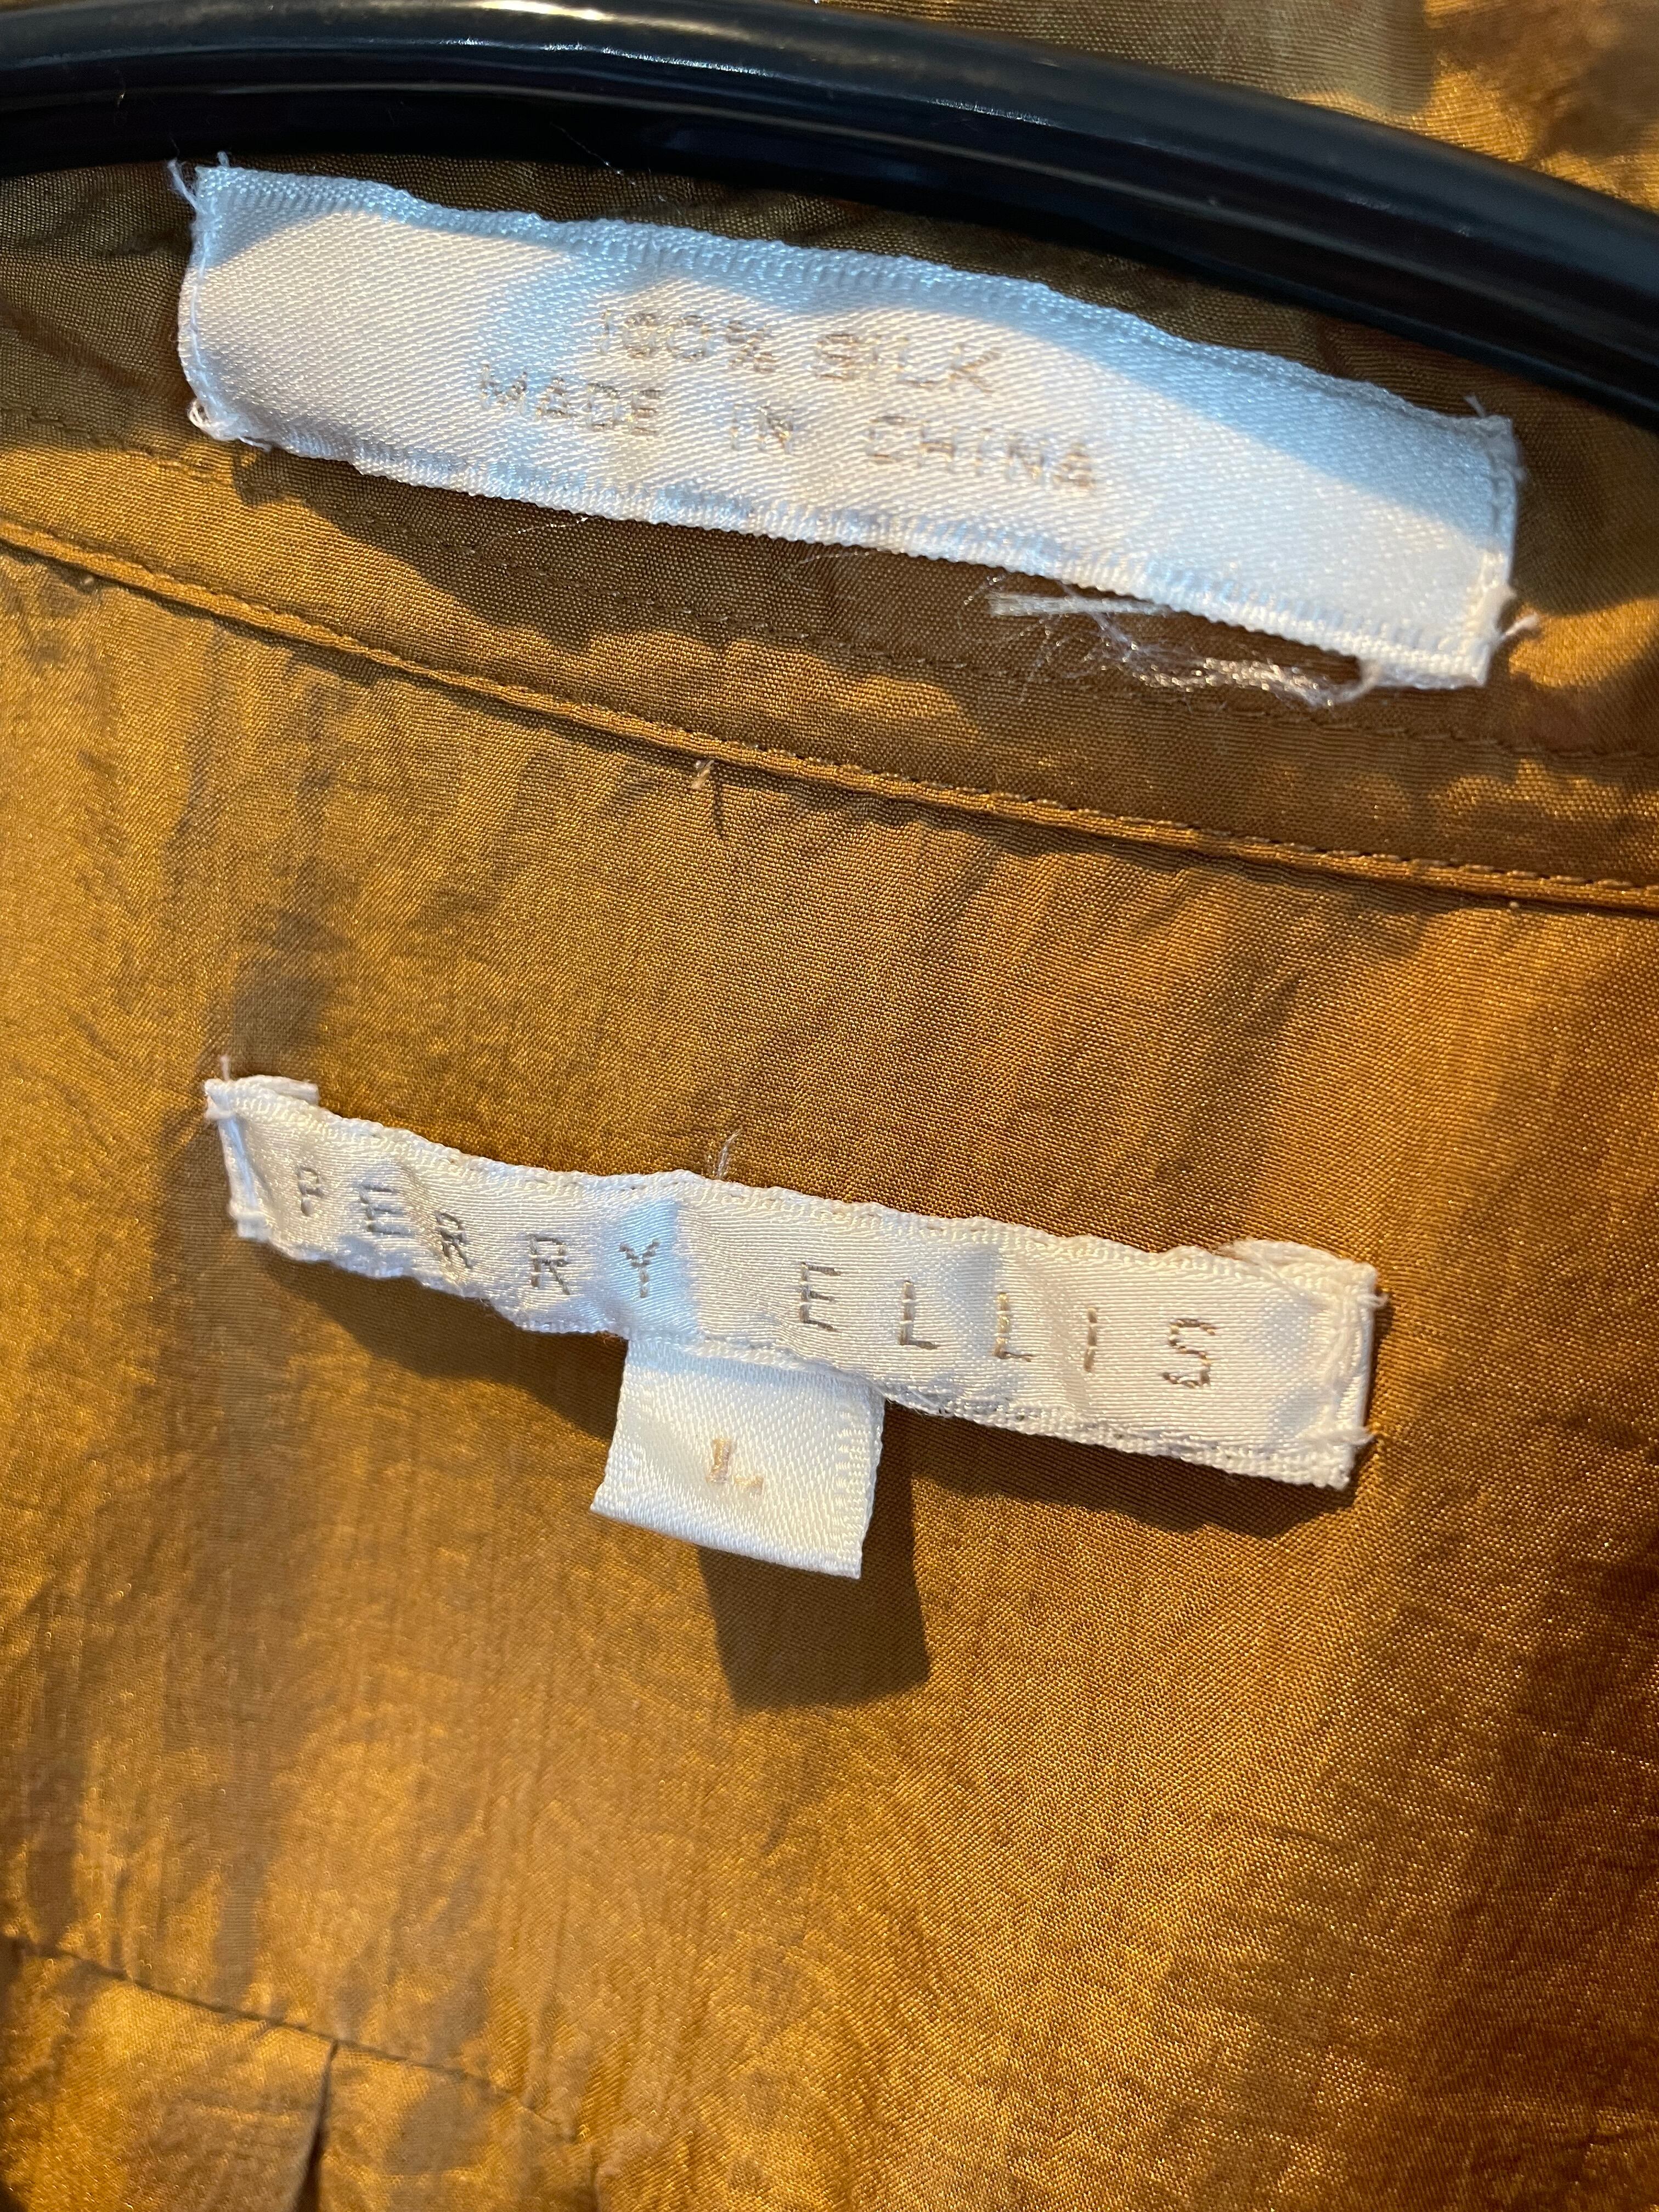 100% SILK
MADE IN CHINA
PERRY ELLIS
L